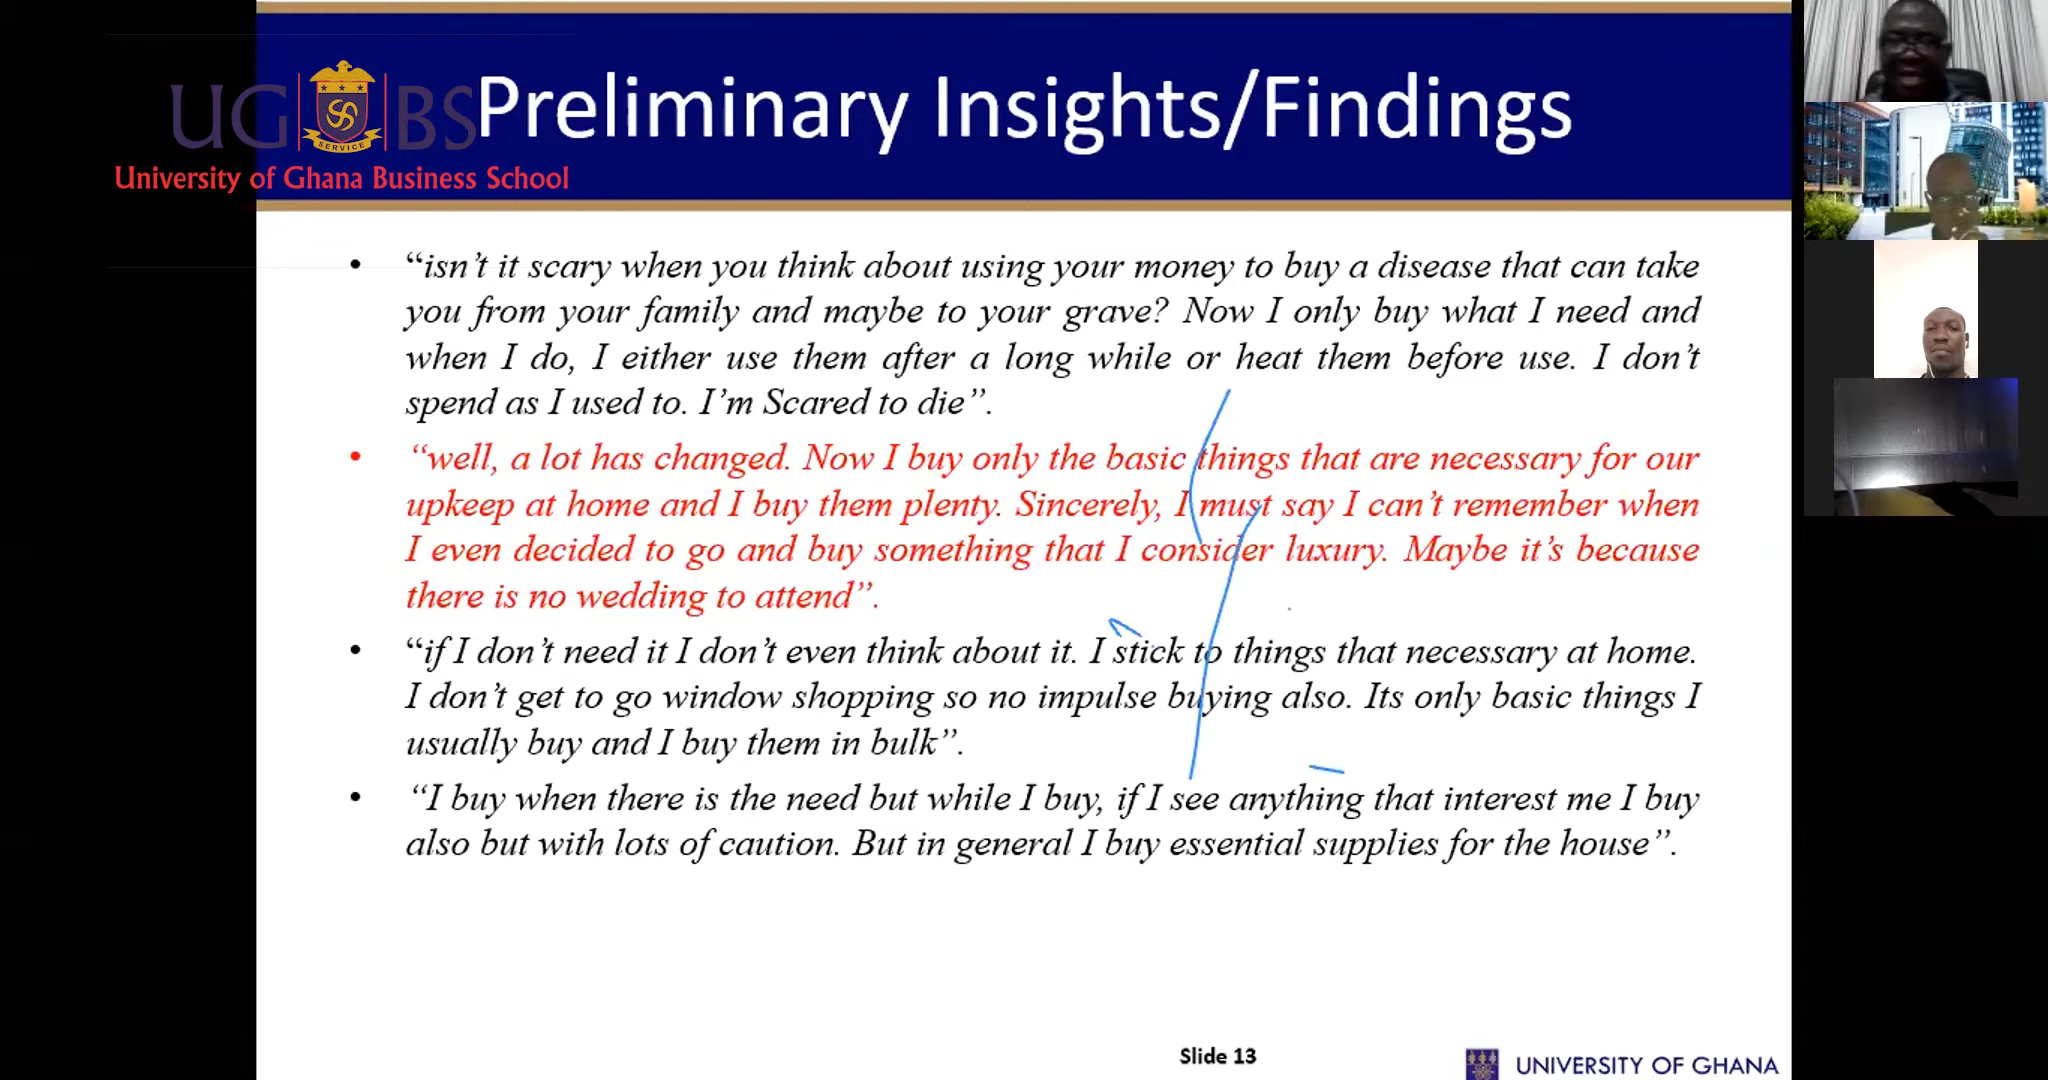 UG BS
SERVICE
University of Ghana Business School
Preliminary Insights/Findings
• “isn’t it scary when you think about using your money to buy a disease that can take
you from your family and maybe to your grave? Now I only buy what I need and
when I do, I either use them after a long while or heat them before use. I don’t
spend as I used to. I’m Scared to die”.
• “well, a lot has changed. Now I buy only the basic things that are necessary for our
upkeep at home and I buy them plenty. Sincerely, I must say I can’t remember when
I even decided to go and buy something that I consider luxury. Maybe it’s because
there is no wedding to attend”.
• “if I don’t need it I don’t even think about it. I stick to things that necessary at home.
I don’t get to go window shopping so no impulse buying also. Its only basic things I
usually buy and I buy them in bulk”.
• “I buy when there is the need but while I buy, if I see anything that interest me I buy
also but with lots of caution. But in general I buy essential supplies for the house”.
Slide 13
UNIVERSITY OF GHANA